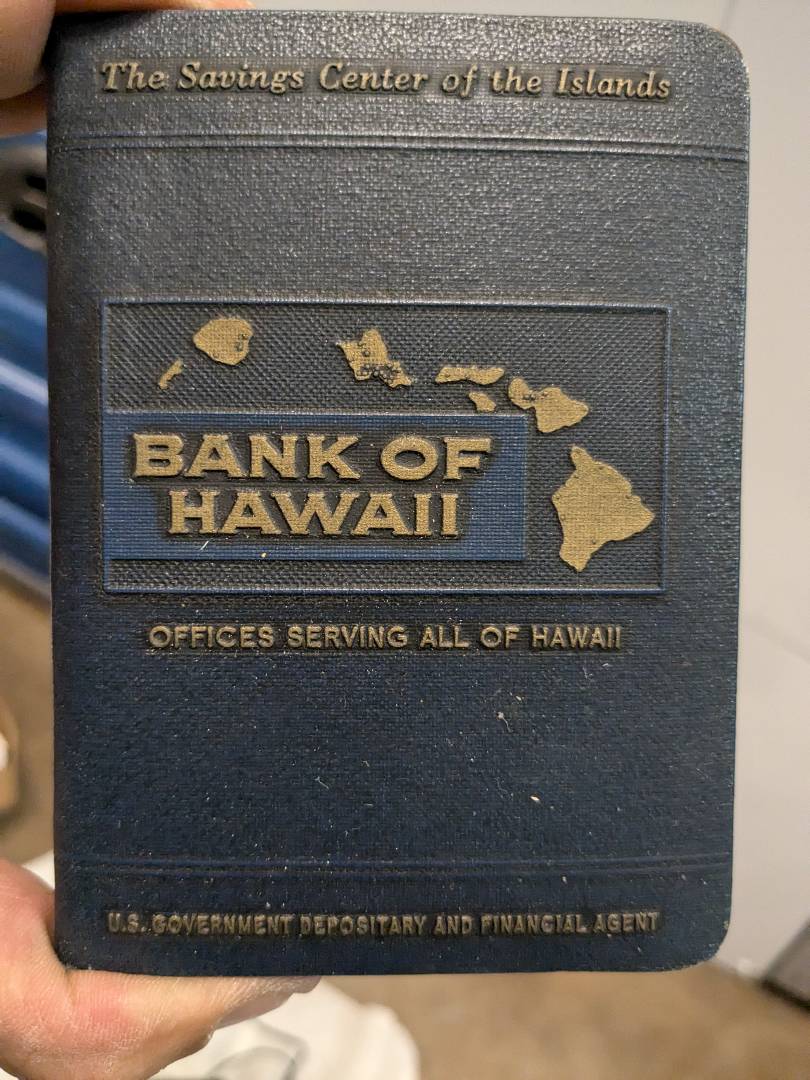 The Savings Center of the Islands
BANK OF
HAWAII
OFFICES SERVING ALL OF HAWAII
U.S. GOVERNMENT DEPOSITARY AND FINANCIAL AGENT